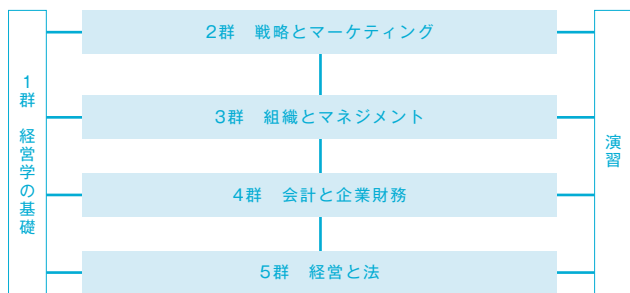 1群　経営学の基礎
2群　戦略とマーケティング
3群　組織とマネジメント
4群　会計と企業財務
5群　経営と法
演習